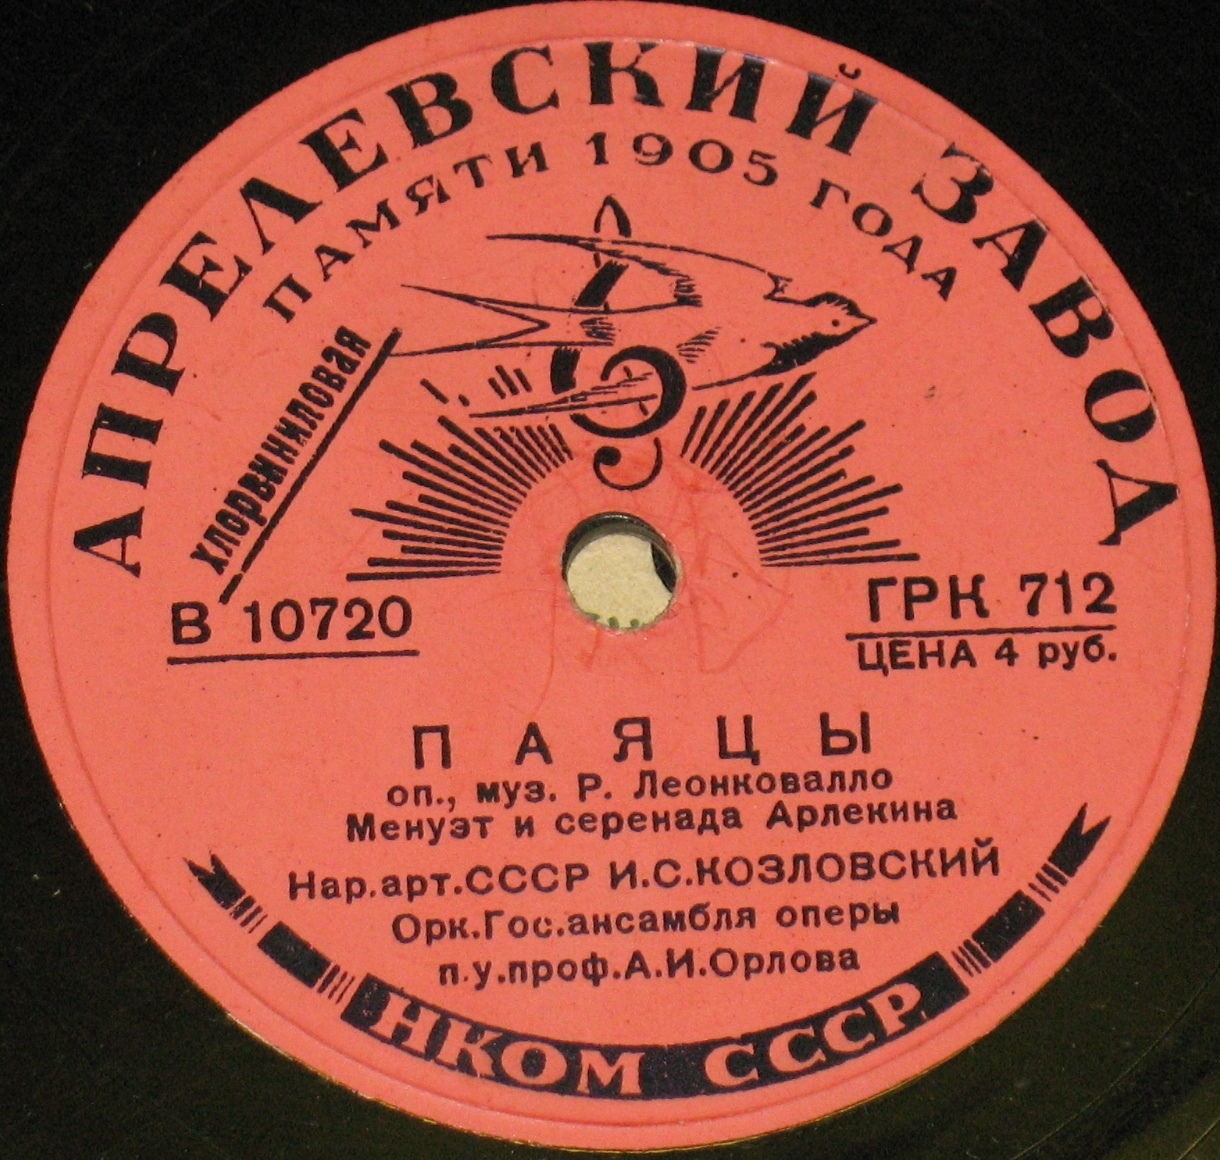 АПРЕЛЕВСКИЙ ЗАВОД
ПАМЯТИ 1905 ГОДА
хлорвиниловая
В 10720
ГРК 712
ЦЕНА 4 руб.
ПАЯЦЫ
оп., муз. Р. Леонковалло
Менуэт и серенада Арлекина
Нар.арт.СССР И.С.КОЗЛОВСКИЙ
Орк.Гос.ансамбля оперы
п.у.проф.А.И.Орлова
НКОМ СССР